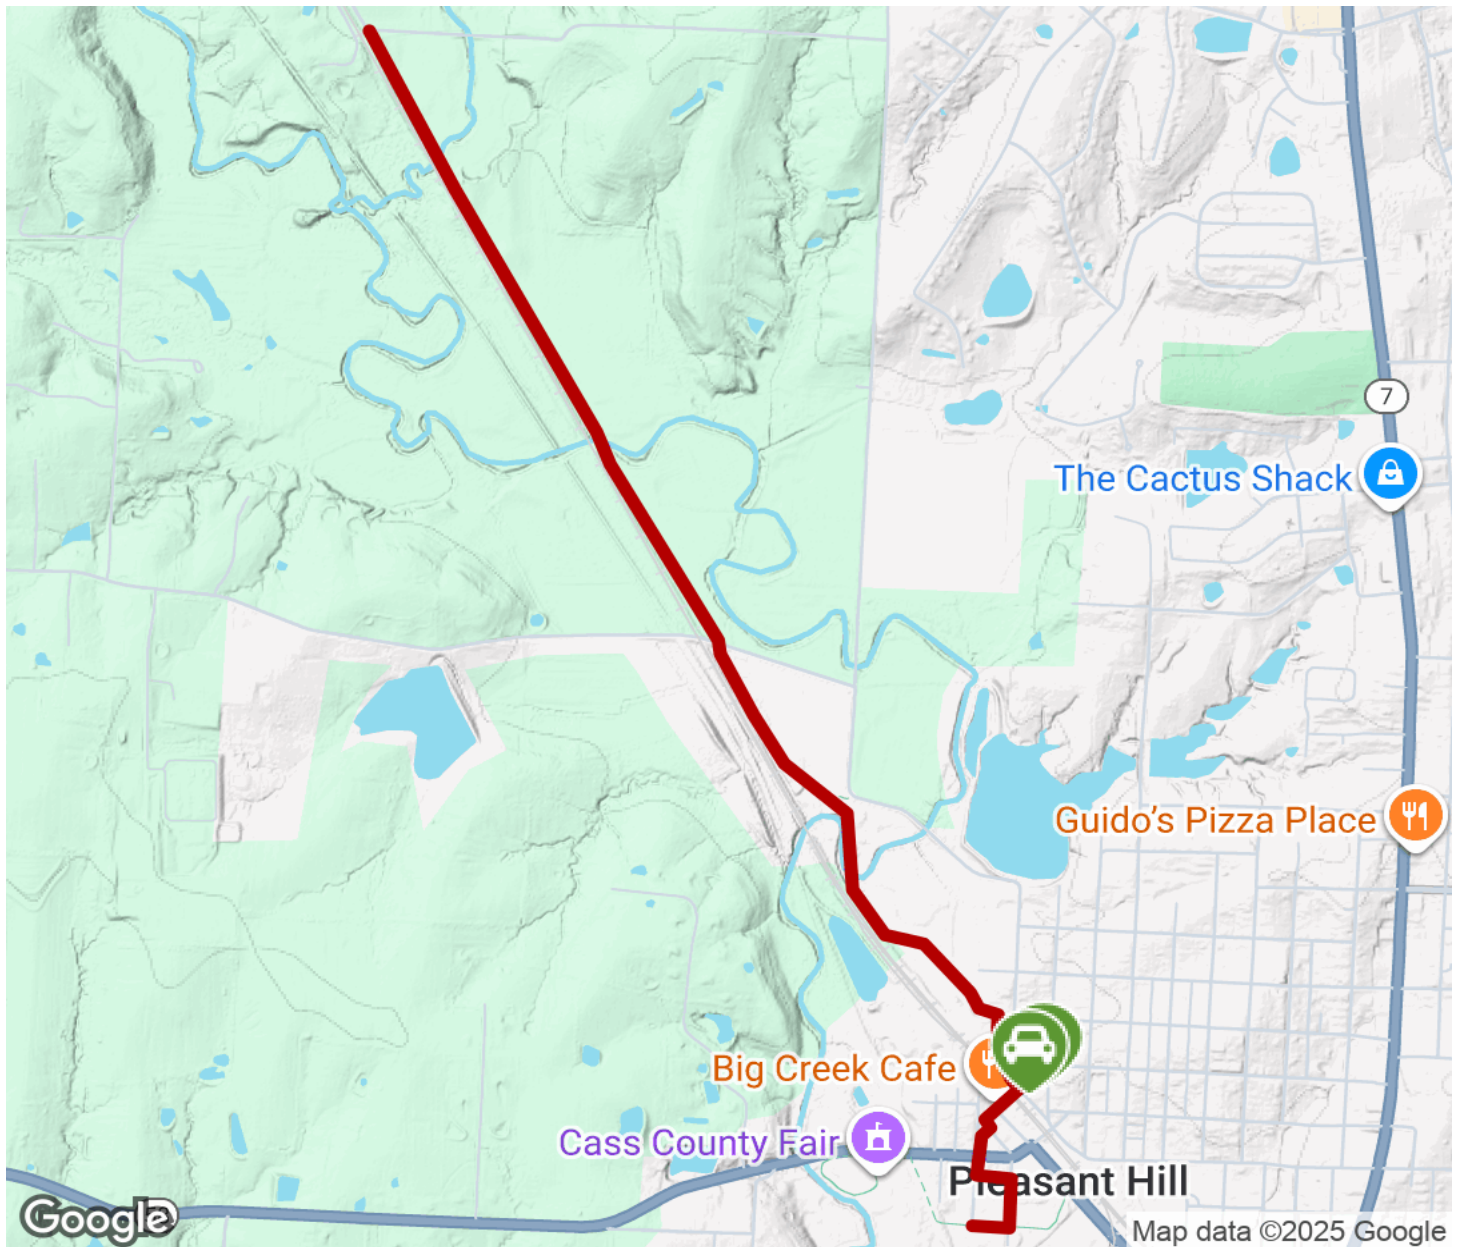 7
The Cactus Shack
Guido's Pizza Place
Big Creek Cafe
Cass County Fair
Pleasant Hill
Google
Map data ©2025 Google